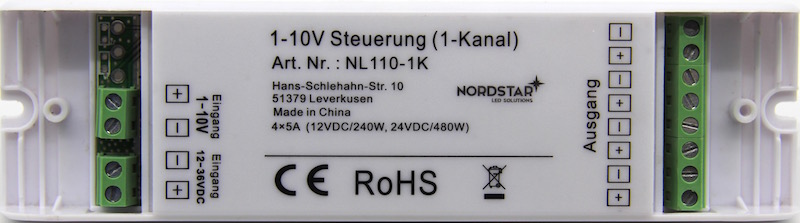 1-10V Steuerung (1-Kanal)
Art. Nr. : NL110-1K
Hans-Schlehahn-Str. 10
51379 Leverkusen
Made in China
4×5A (12VDC/240W, 24VDC/480W)
NORDSTAR
LED SOLUTIONS
CE RoHS
+
Eingang
1-10V
−
−
Eingang
12-36VDC
+
Ausgang
−
+
−
+
−
+
−
+